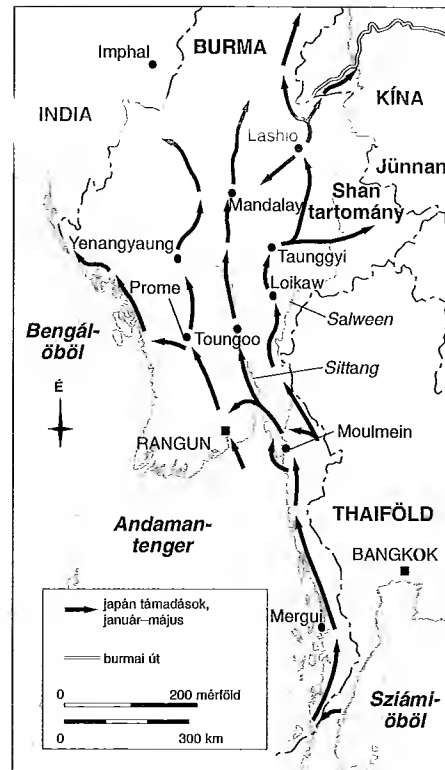 Imphal
BURMA
INDIA
KÍNA
Lashio
Jünnan
Mandalay
Shan
tartomány
Yenangyaung
Taunggyi
Prome
Loikaw
Salween
Bengál-
öböl
Toungoo
Sittang
É
RANGUN
Moulmein
Andaman-
tenger
THAIFÖLD
BANGKOK
Mergui
Sziámi-
öböl
japán támadások,
január–május
burmai út
0 200 mérföld
0 300 km